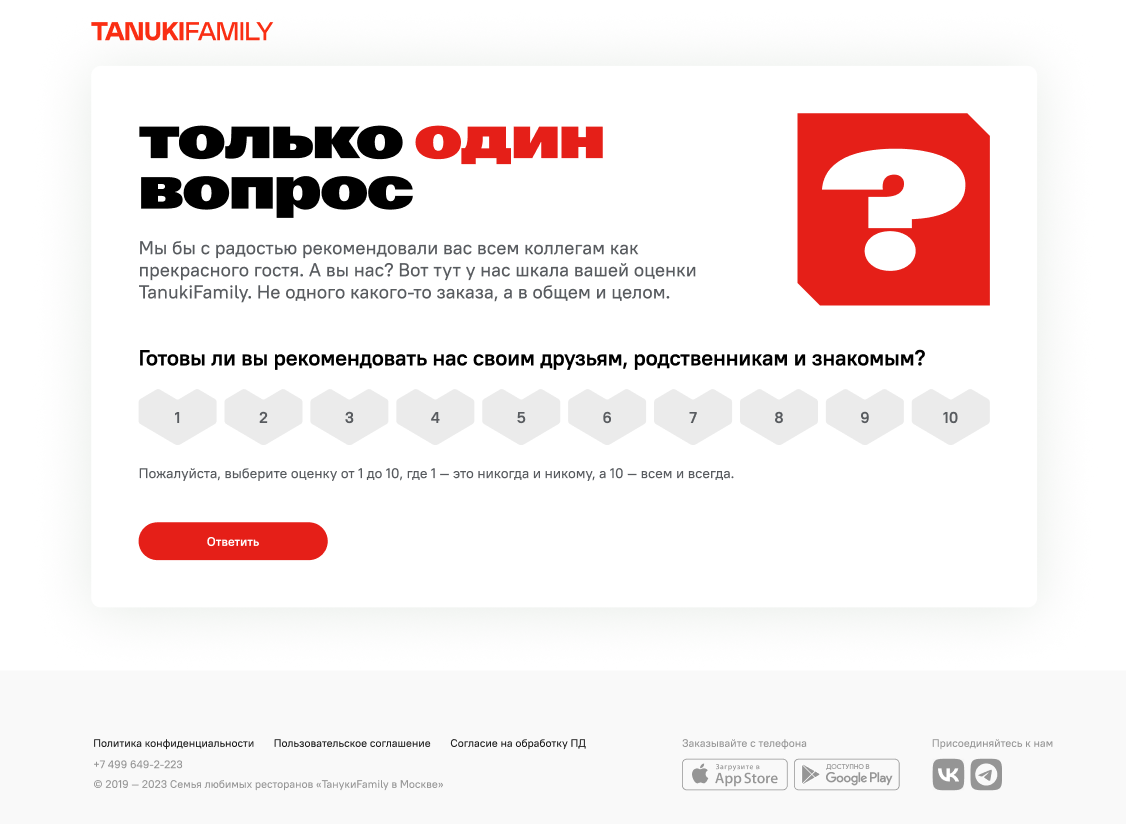 TANUKIFAMILY
только один
вопрос
?
Мы бы с радостью рекомендовали вас всем коллегам как
прекрасного гостя. А вы нас? Вот тут у нас шкала вашей оценки
TanukiFamily. Не одного какого-то заказа, а в общем и целом.
Готовы ли вы рекомендовать нас своим друзьям, родственникам и знакомым?
1 2 3 4 5 6 7 8 9 10
Пожалуйста, выберите оценку от 1 до 10, где 1 — это никогда и никому, а 10 — всем и всегда.
Ответить
Политика конфиденциальности Пользовательское соглашение Согласие на обработку ПД
+7 499 649-2-223
© 2019 — 2023 Семья любимых ресторанов «ТанукиFamily в Москве»
Заказывайте с телефона
Загрузите в
App Store
ДОСТУПНО В
Google Play
Присоединяйтесь к нам